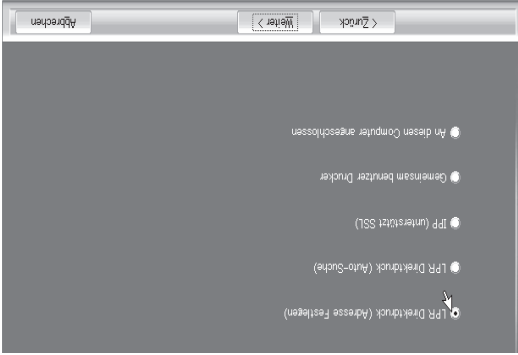 LPR Direktdruck (Adresse Festlegen)
LPR Direktdruck (Auto-Suche)
IPP (unterstützt SSL)
Gemeinsam benutzer Drucker
An diesen Computer angeschlossen
< Zurück Weiter > Abbrechen